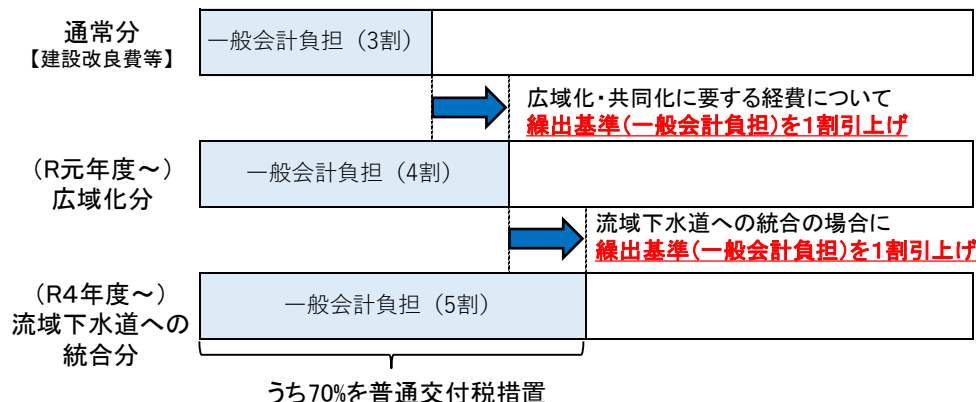 通常分
【建設改良費等】
一般会計負担（3割）
広域化・共同化に要する経費について
繰出基準（一般会計負担）を1割引上げ
（R元年度～）
広域化分
一般会計負担（4割）
流域下水道への統合の場合に
繰出基準（一般会計負担）を1割引上げ
（R4年度～）
流域下水道への
統合分
一般会計負担（5割）
うち70%を普通交付税措置